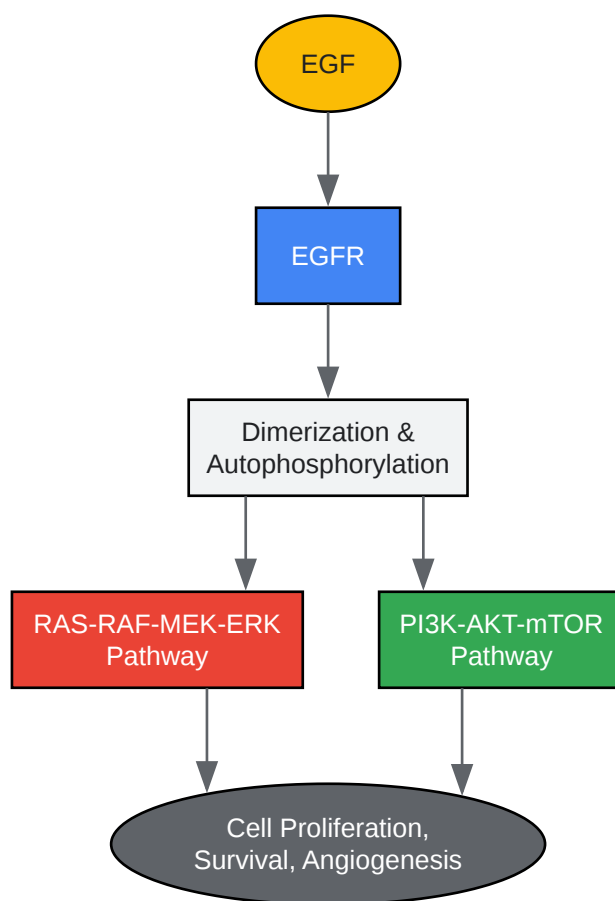 EGF
EGFR
Dimerization &
Autophosphorylation
RAS-RAF-MEK-ERK
Pathway
PI3K-AKT-mTOR
Pathway
Cell Proliferation,
Survival, Angiogenesis